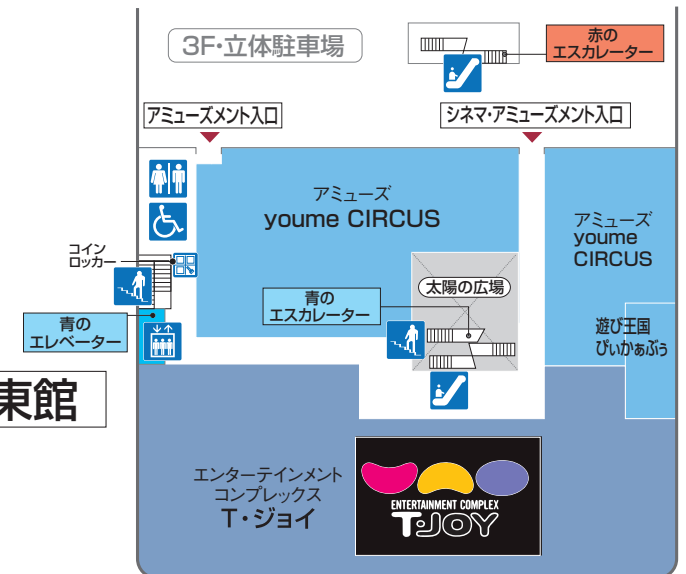 3F・立体駐車場
赤の
エスカレーター
アミューズメント入口
シネマ・アミューズメント入口
アミューズ
youme CIRCUS
アミューズ
youme
CIRCUS
コイン
ロッカー
太陽の広場
青の
エスカレーター
青の
エレベーター
遊び王国
ぴぃかぁぶぅ
東館
エンターテインメント
コンプレックス
T・ジョイ
ENTERTAINMENT COMPLEX
T・JOY